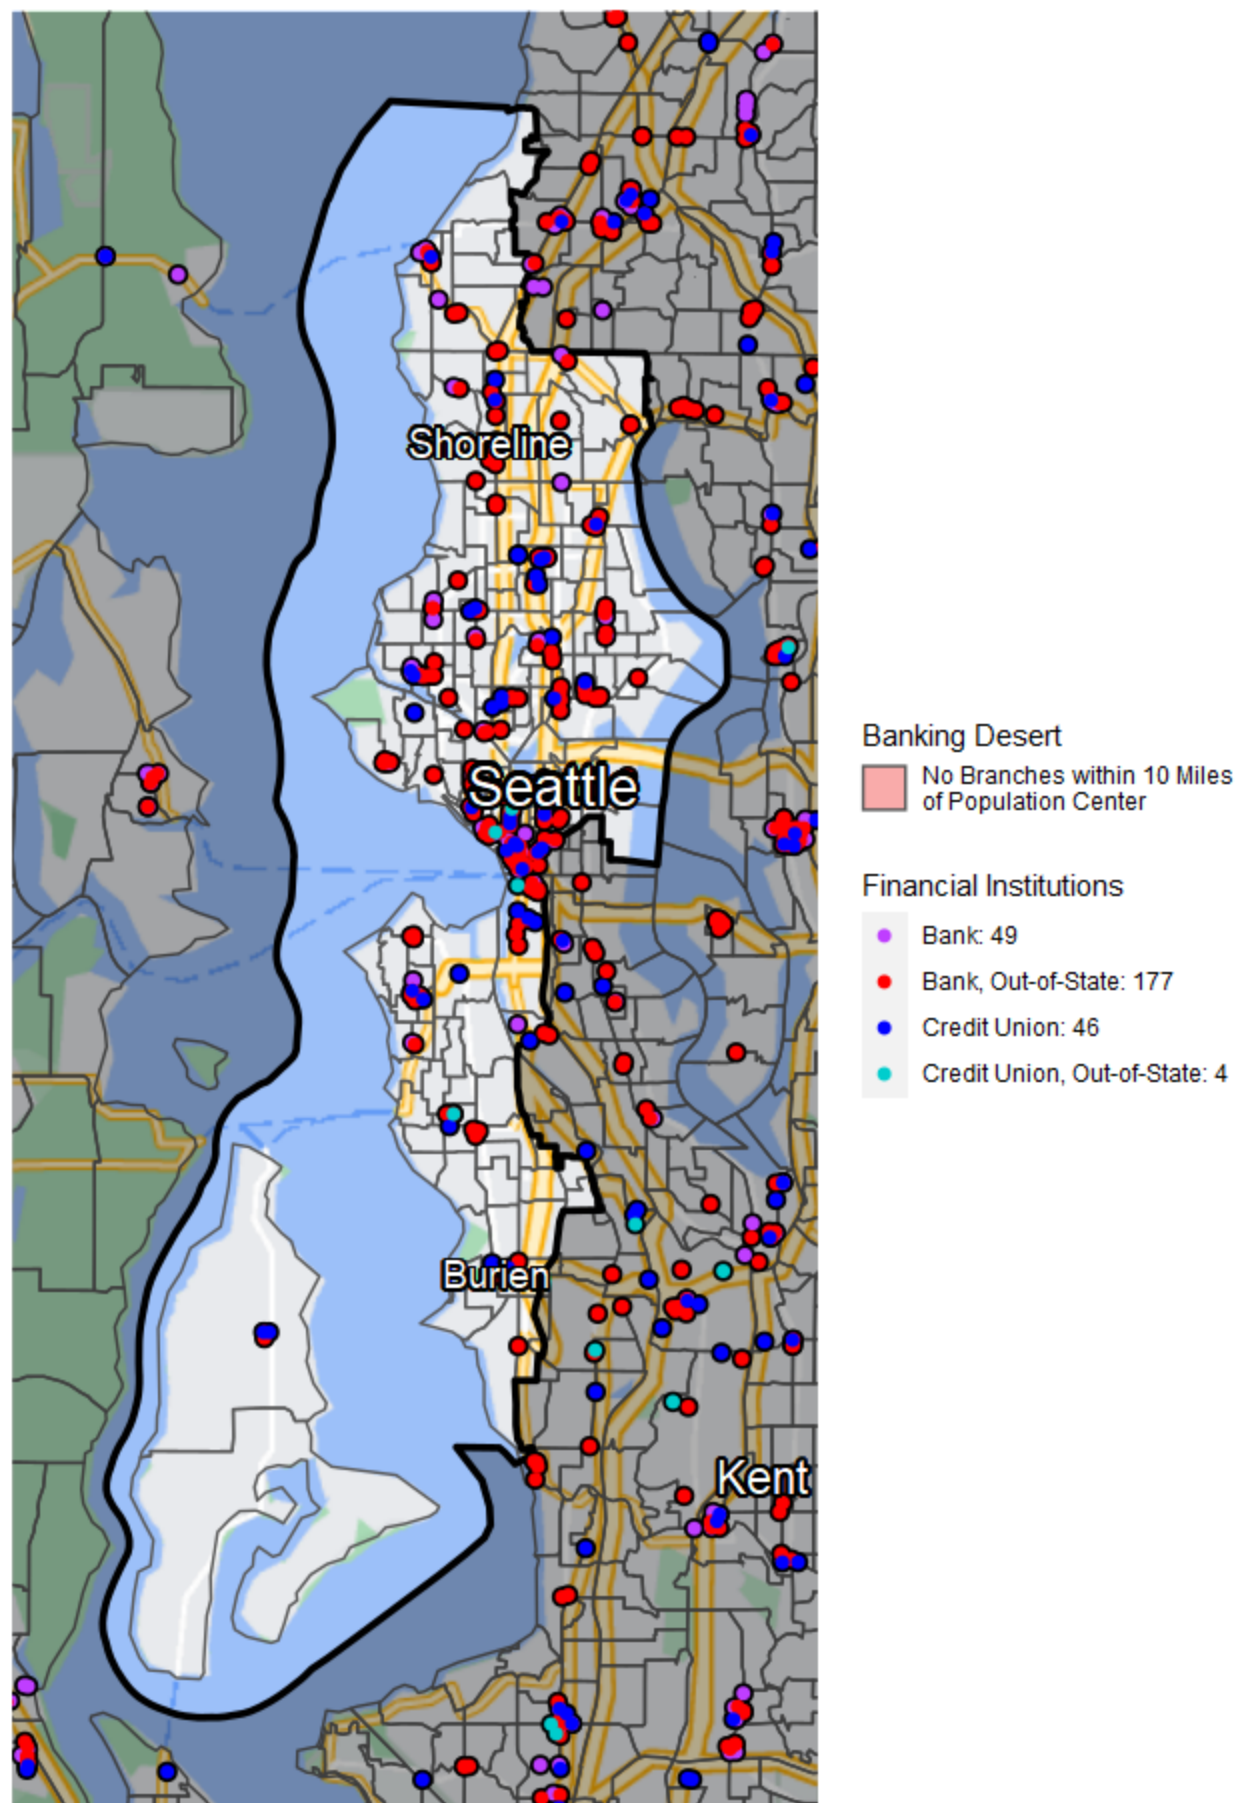 Shoreline
Seattle
Burien
Kent
Banking Desert
No Branches within 10 Miles
of Population Center
Financial Institutions
Bank: 49
Bank, Out-of-State: 177
Credit Union: 46
Credit Union, Out-of-State: 4